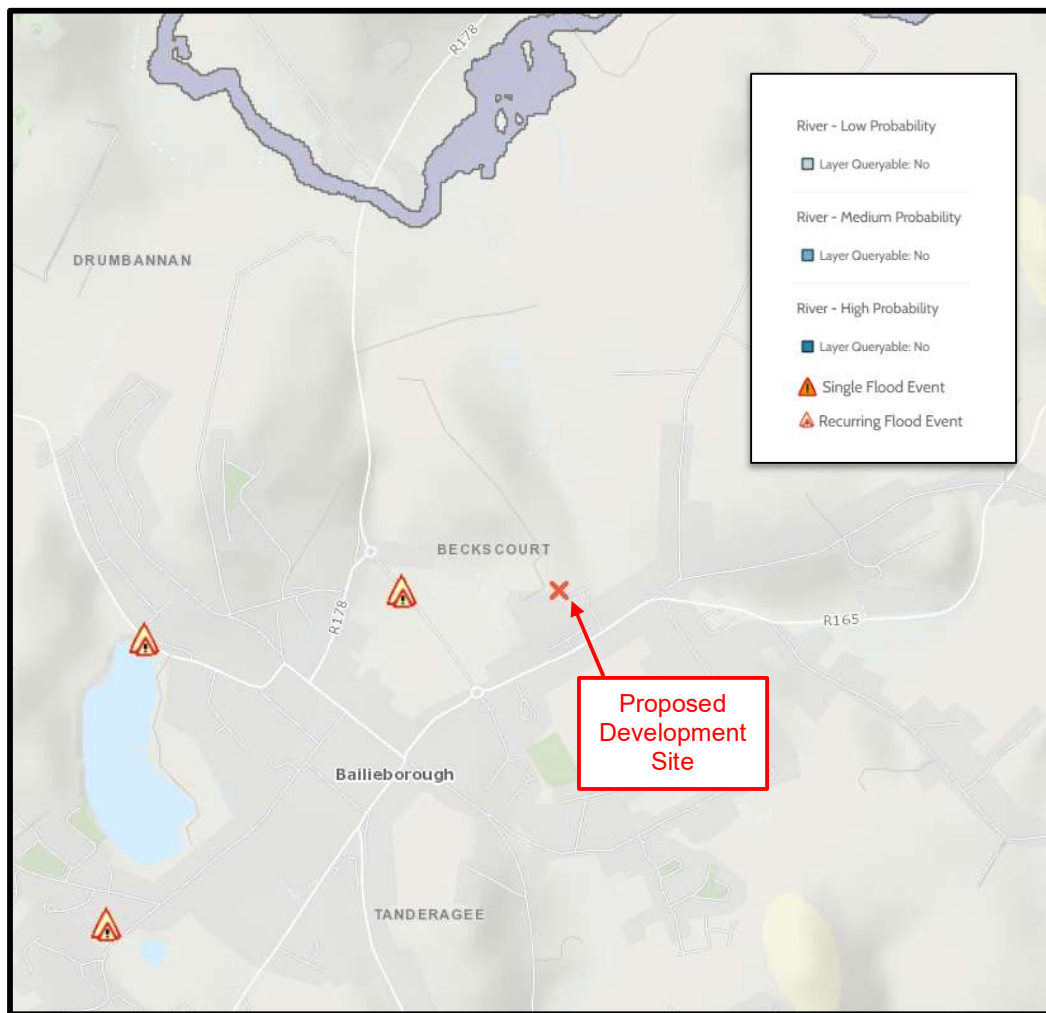 R178
River - Low Probability
Layer Queryable: No
River - Medium Probability
Layer Queryable: No
River - High Probability
Layer Queryable: No
Single Flood Event
Recurring Flood Event
DRUMBANNAN
BECKSCOURT
R178
R165
Proposed
Development
Site
Bailieborough
TANDERAGEE